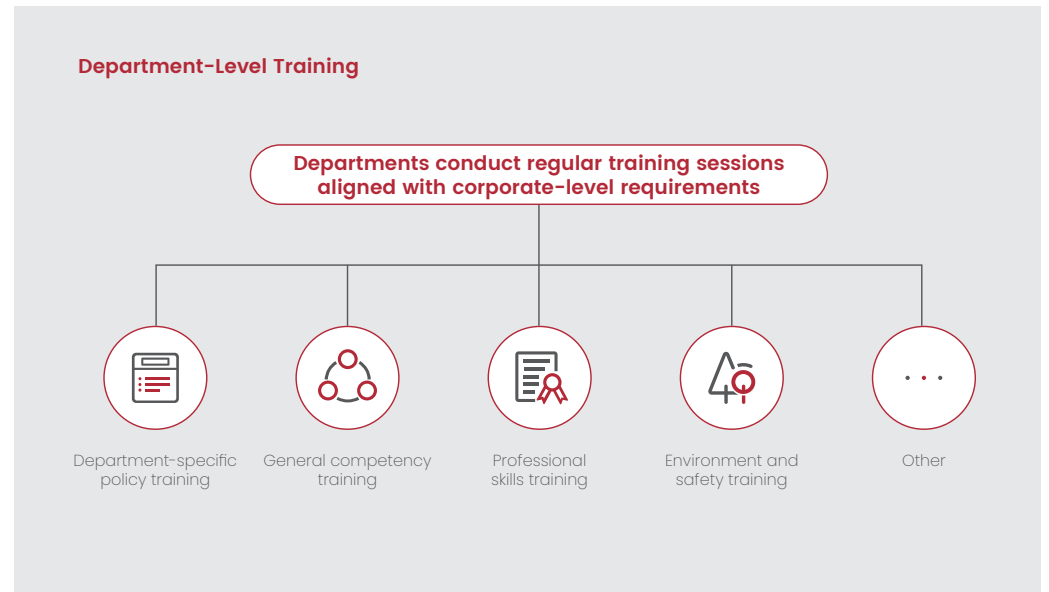 Department-Level Training
Departments conduct regular training sessions
aligned with corporate-level requirements
Department-specific
policy training
General competency
training
Professional
skills training
Environment and
safety training
Other